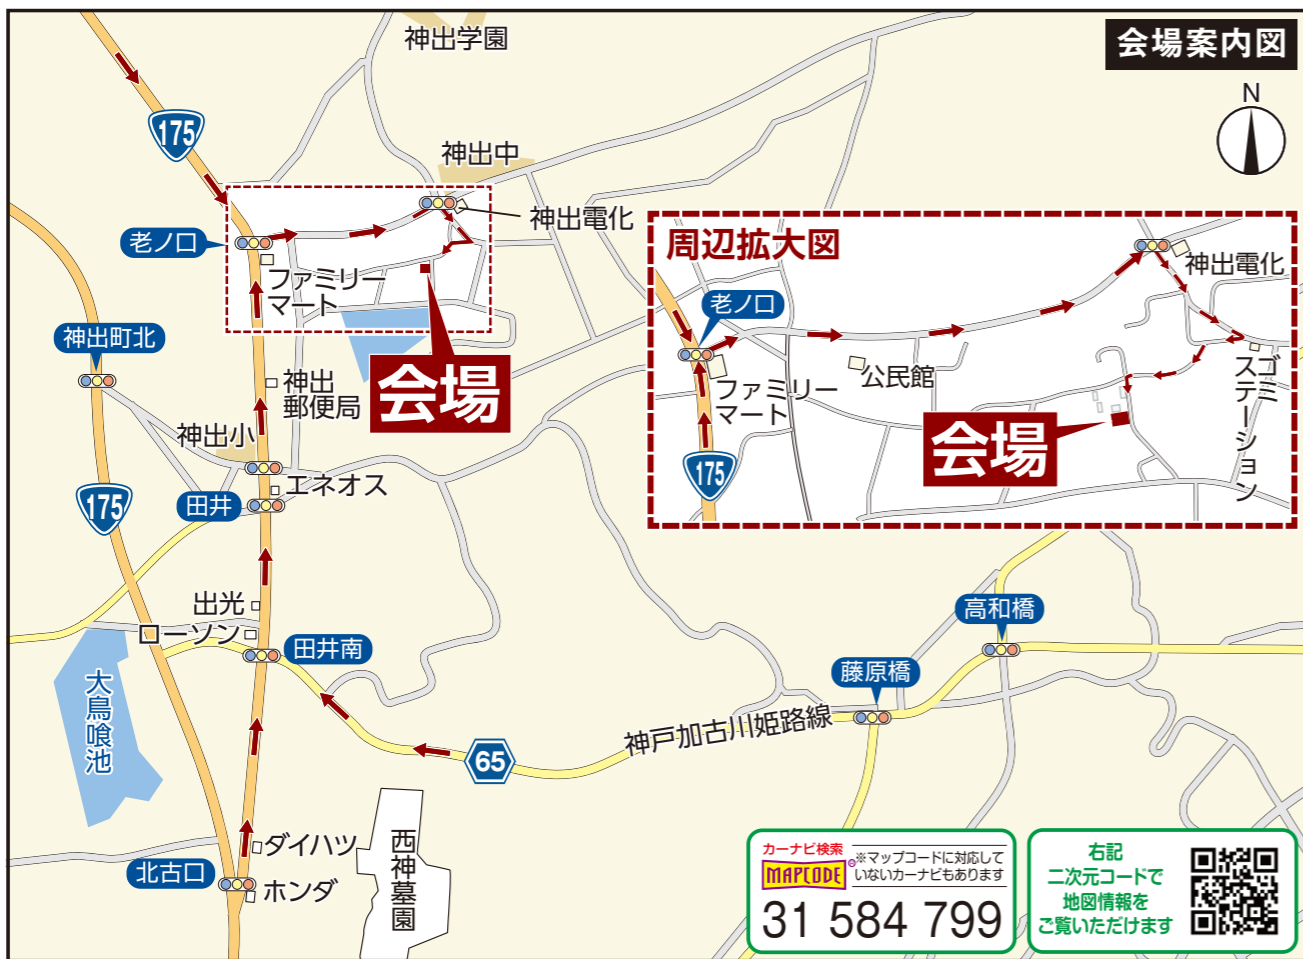 会場案内図
N
神出学園
175
神出中
神出電化
老ノ口
ファミリー
マート
神出町北
神出
郵便局
会場
神出小
エネオス
175
田井
出光
ローソン
田井南
大鳥喰池
65
神戸加古川姫路線
藤原橋
高和橋
北古口
ダイハツ
ホンダ
西神墓園
周辺拡大図
神出電化
老ノ口
ファミリー
マート
公民館
ゴミ
ステーション
会場
175
カーナビ検索
MAPCODE®
※マップコードに対応して
いないカーナビもあります
31 584 799
右記
二次元コードで
地図情報を
ご覧いただけます